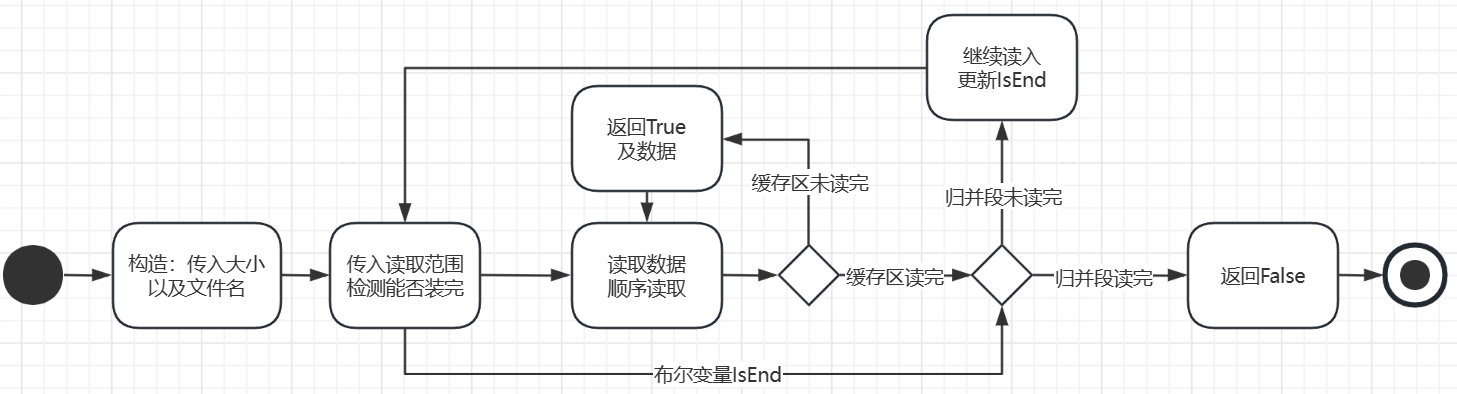 继续读入
更新IsEnd
返回True
及数据
缓存区未读完
归并段未读完
构造：传入大小
以及文件名
传入读取范围
检测能否装完
读取数据
顺序读取
缓存区读完
归并段读完
返回False
布尔变量IsEnd